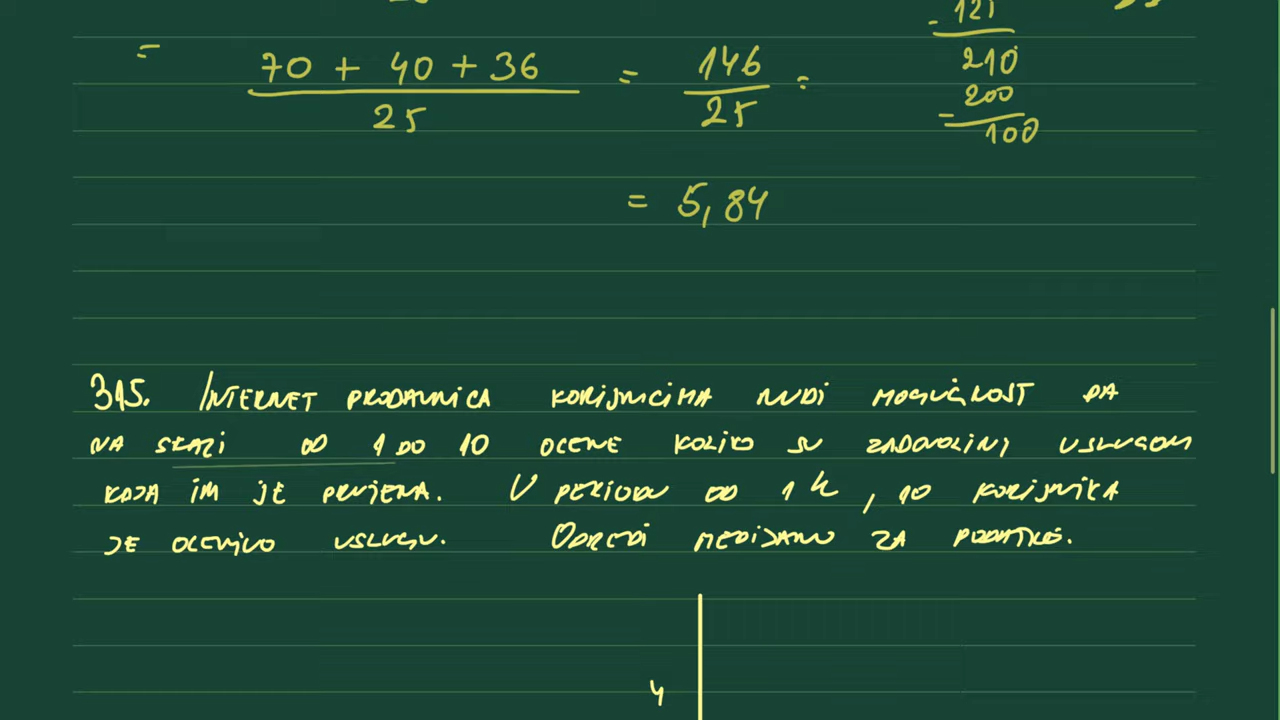 - 121
= 70 + 40 + 36 / 25 = 146 / 25 =
210
- 200
100
= 5,84
315. INTERNET PRODAVNICA KORISNICIMA NUDI MOGUĆNOST DA
NA SKALI OD 1 DO 10 OCENE KOLIKO SU ZADOVOLJNI USLUGOM
KOJA IM JE PRUŽENA. U PERIODU OD 1 h, 10 KORISNIKA
JE OCENILO USLUGU. ODREDI MEDIJANU ZA PODATKE.
4